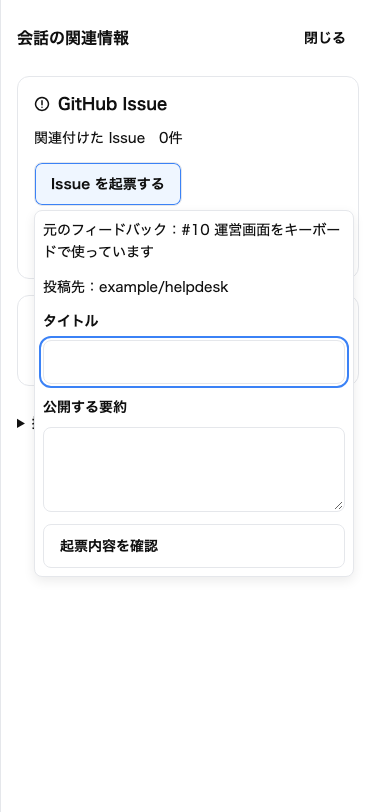 会話の関連情報
閉じる
GitHub Issue
関連付けた Issue 0件
Issue を起票する
元のフィードバック：#10 運営画面をキーボー
ドで使っています
投稿先：example/helpdesk
タイトル
公開する要約
起票内容を確認